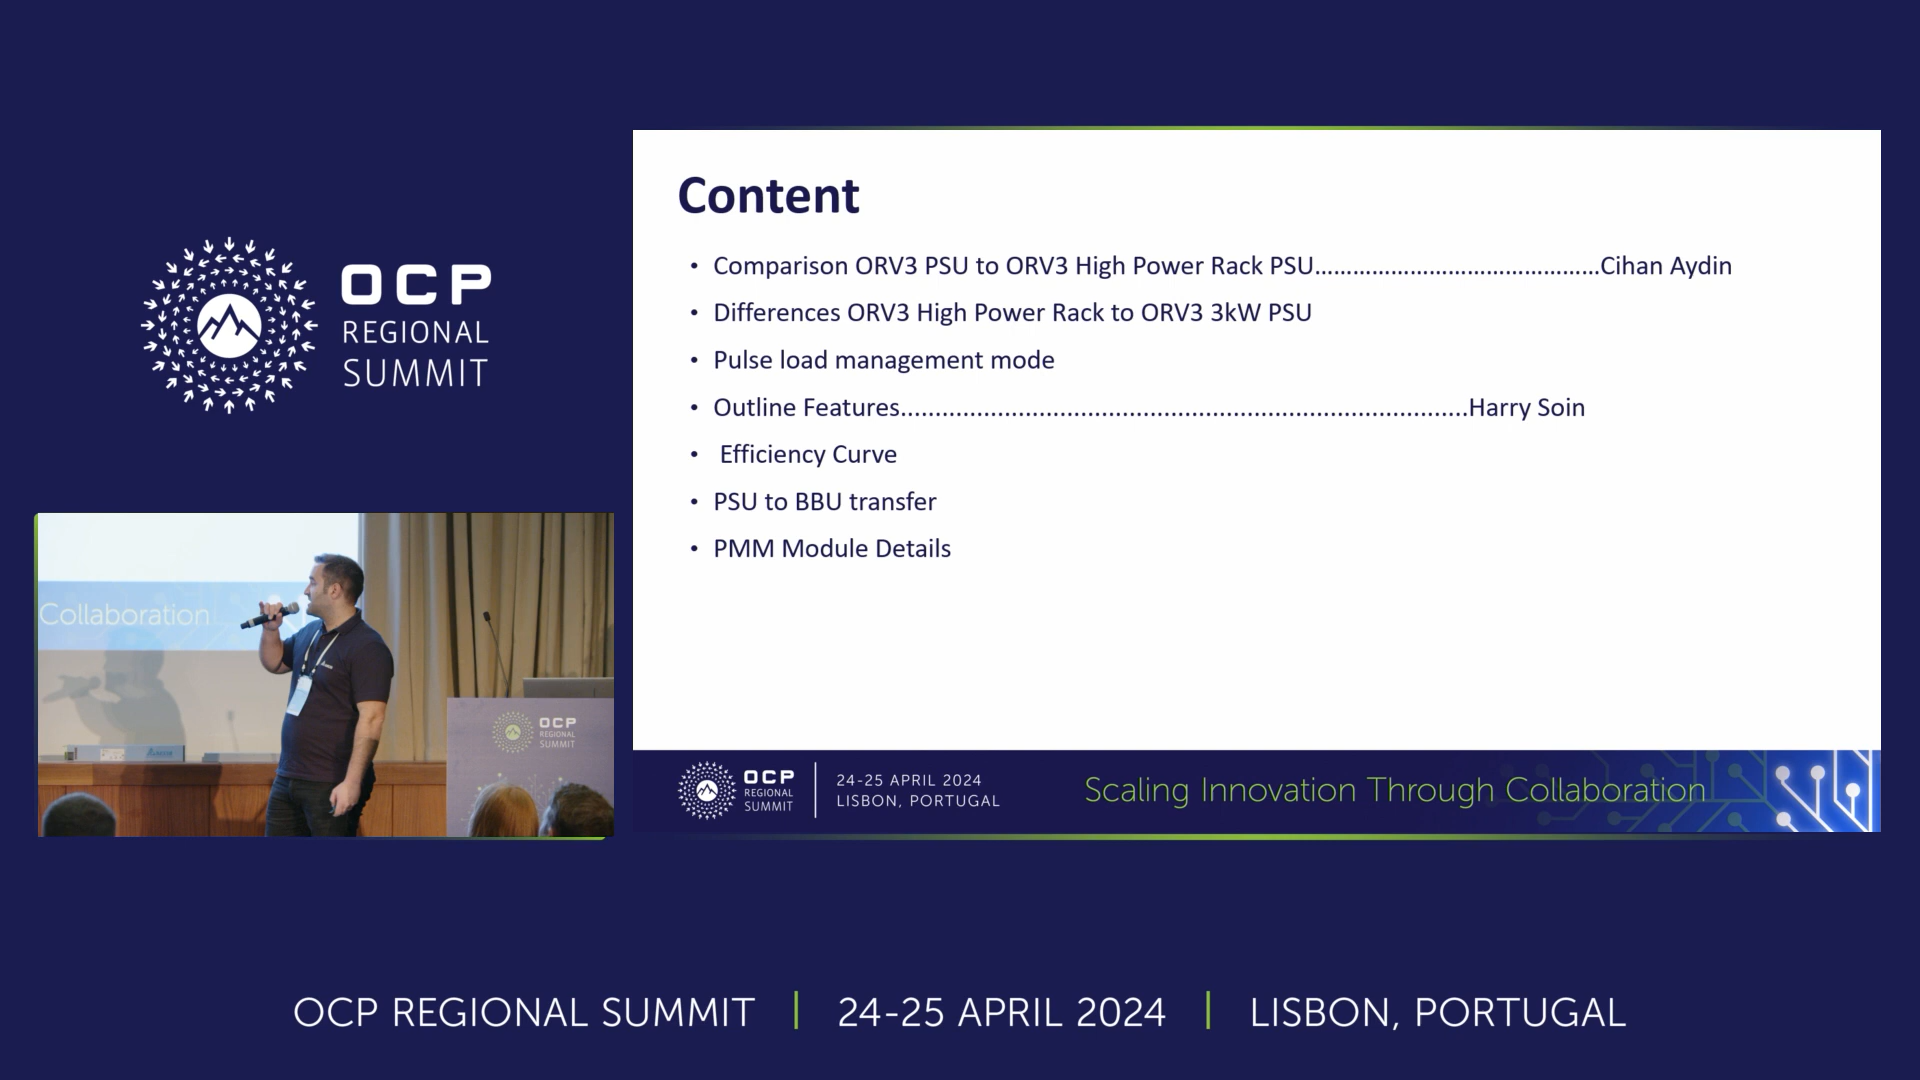 OCP
REGIONAL
SUMMIT
Content
• Comparison ORV3 PSU to ORV3 High Power Rack PSU.............................................Cihan Aydin
• Differences ORV3 High Power Rack to ORV3 3kW PSU
• Pulse load management mode
• Outline Features.....................................................................Harry Soin
• Efficiency Curve
• PSU to BBU transfer
• PMM Module Details
Collaboration
OCP
REGIONAL
SUMMIT
OCP
REGIONAL
SUMMIT
24-25 APRIL 2024
LISBON, PORTUGAL
Scaling Innovation Through Collaboration
OCP REGIONAL SUMMIT | 24-25 APRIL 2024 | LISBON, PORTUGAL